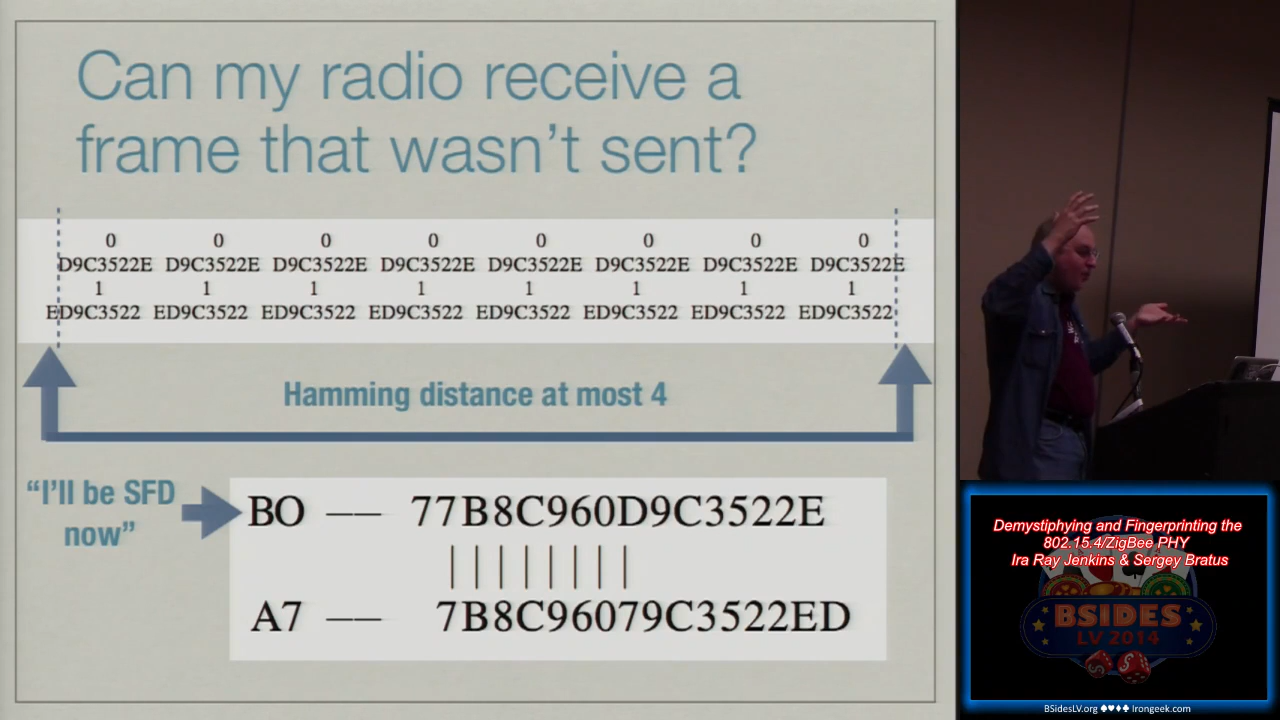 Can my radio receive a
frame that wasn't sent?
0 0 0 0 0 0 0 0
D9C3522E D9C3522E D9C3522E D9C3522E D9C3522E D9C3522E D9C3522E D9C3522E
1 1 1 1 1 1 1 1
ED9C3522 ED9C3522 ED9C3522 ED9C3522 ED9C3522 ED9C3522 ED9C3522 ED9C3522
Hamming distance at most 4
“I'll be SFD
now”
BO —— 77B8C960D9C3522E
A7 —— 7B8C96079C3522ED
Demystiphying and Fingerprinting the
802.15.4/ZigBee PHY
Ira Ray Jenkins & Sergey Bratus
BSIDES
LV 2014
BSidesLV.org ♠♥♦♣ Irongeek.com